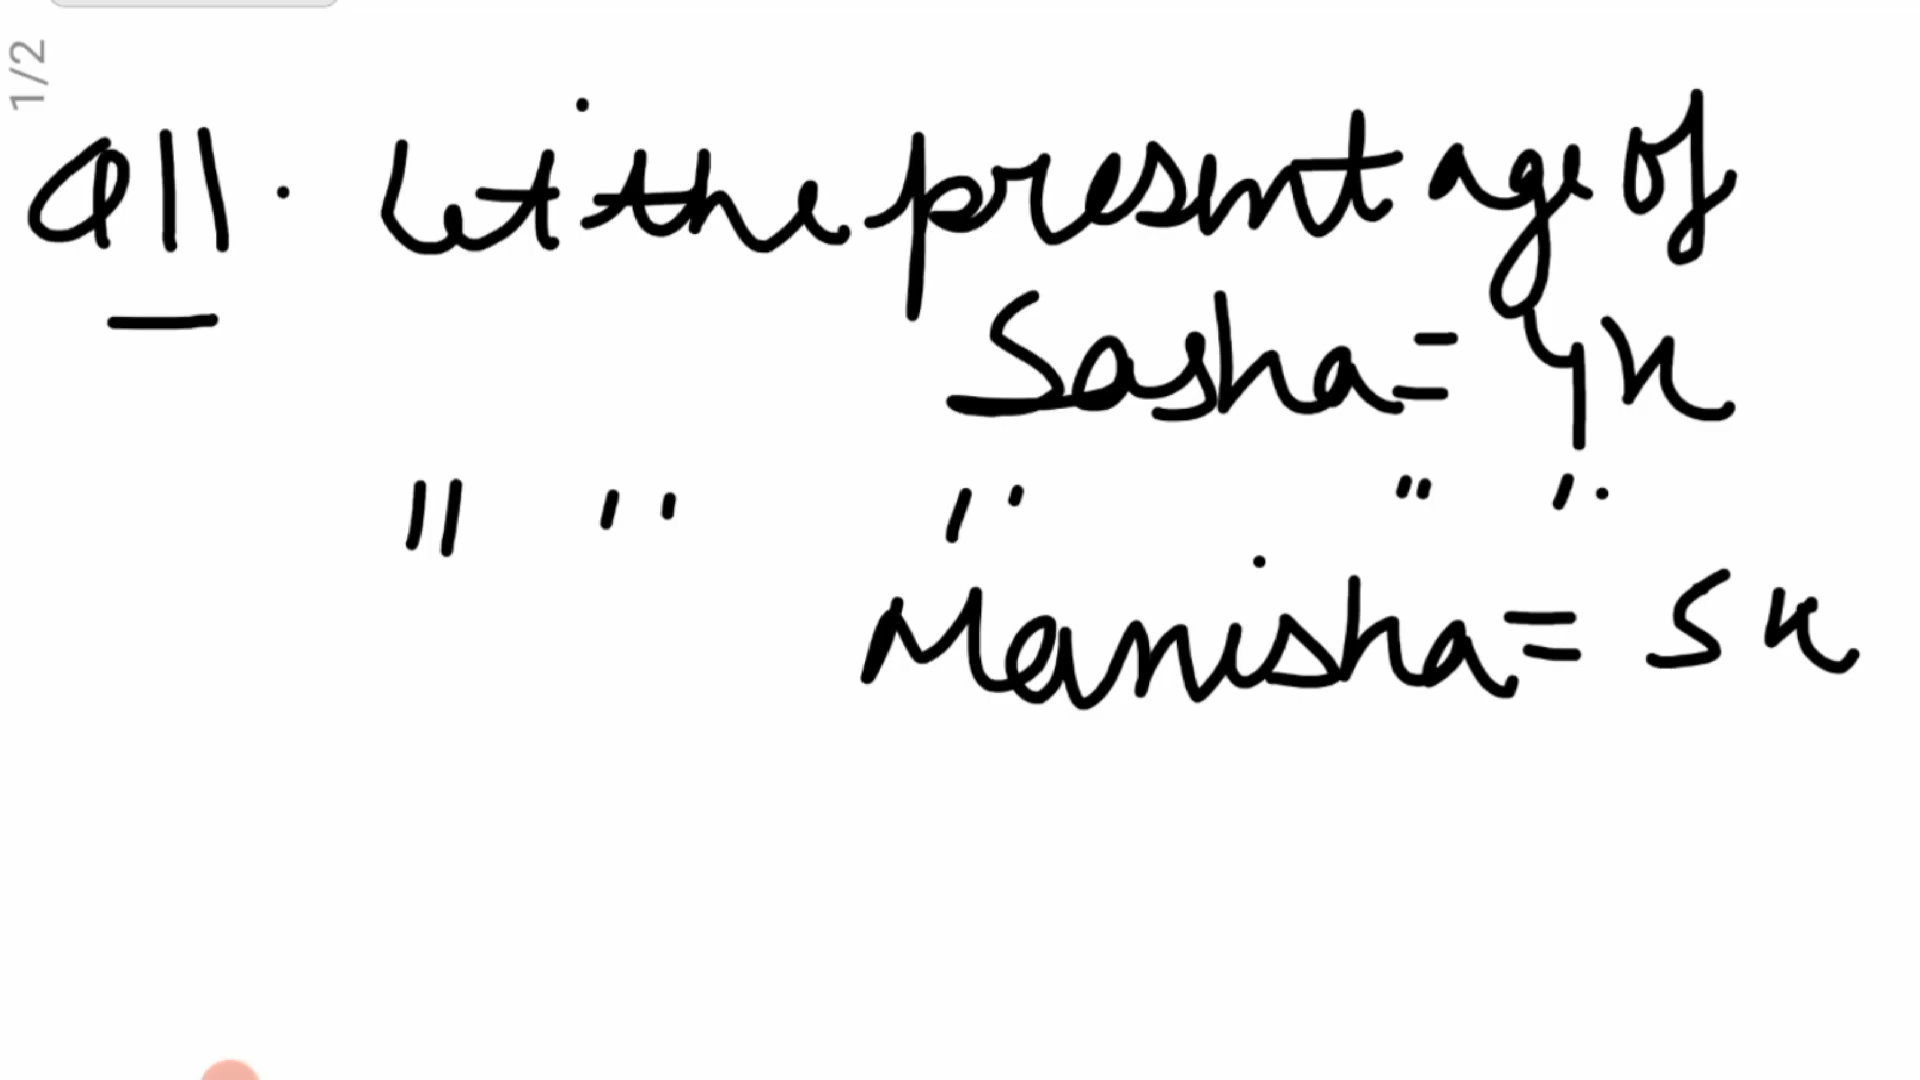 1/2
Q11. Let the present age of
Sasha = 4x
" " " " "
Manisha = 5x